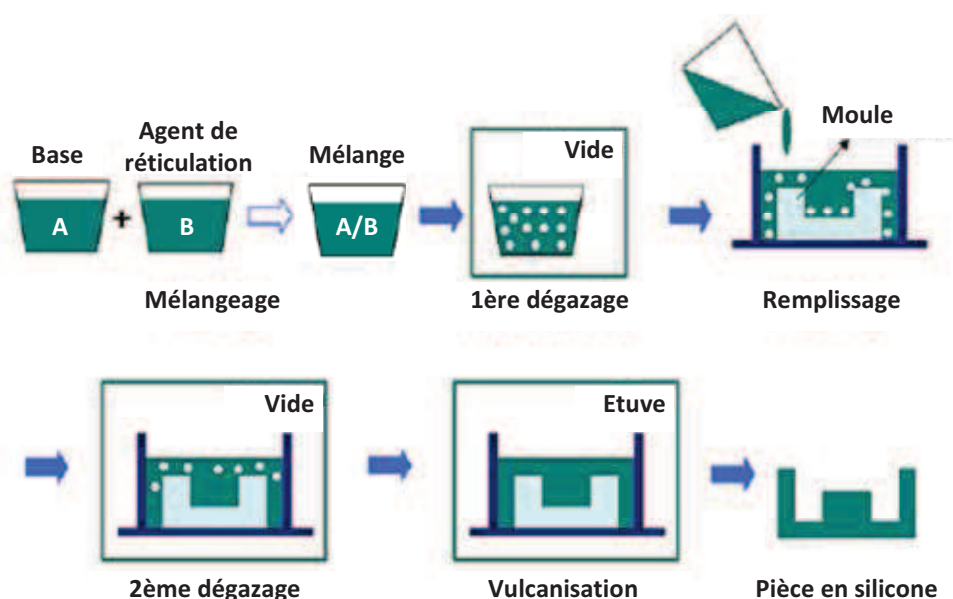 Base
Agent de
réticulation
Mélange
Vide
Moule
A
+
B
A/B
Mélangeage
1ère dégazage
Remplissage
Vide
Etuve
2ème dégazage
Vulcanisation
Pièce en silicone